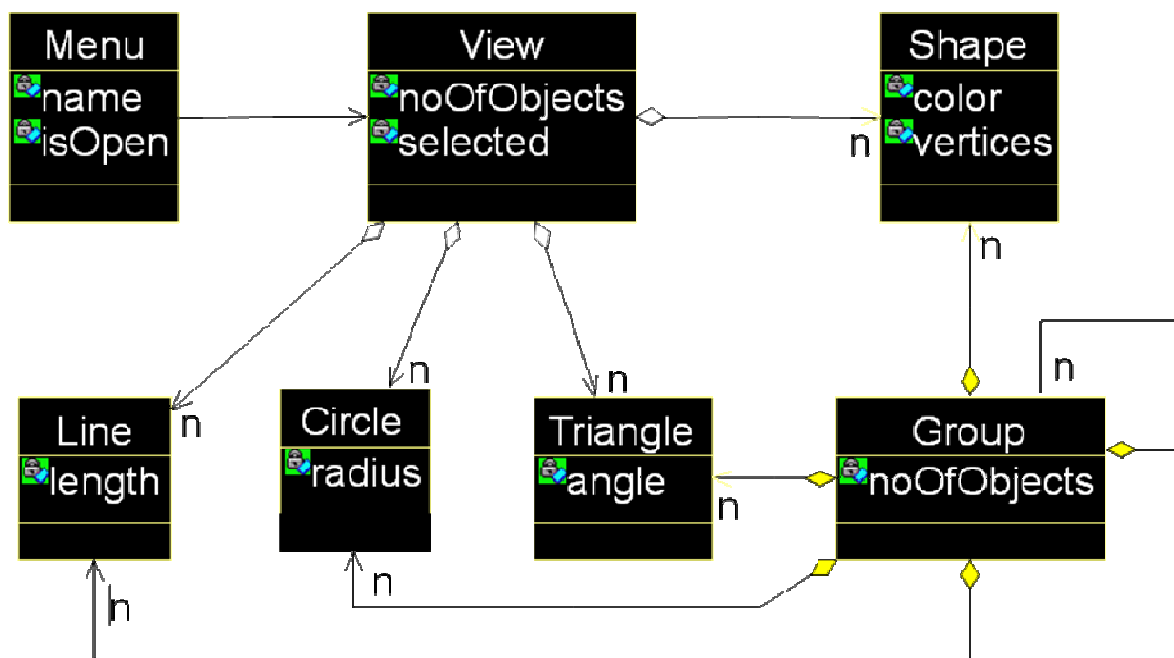 Menu
name
isOpen
View
noOfObjects
selected
Shape
color
vertices
n
n
n
n
n
n
Line
length
Circle
radius
Triangle
angle
Group
noOfObjects
n
n
n